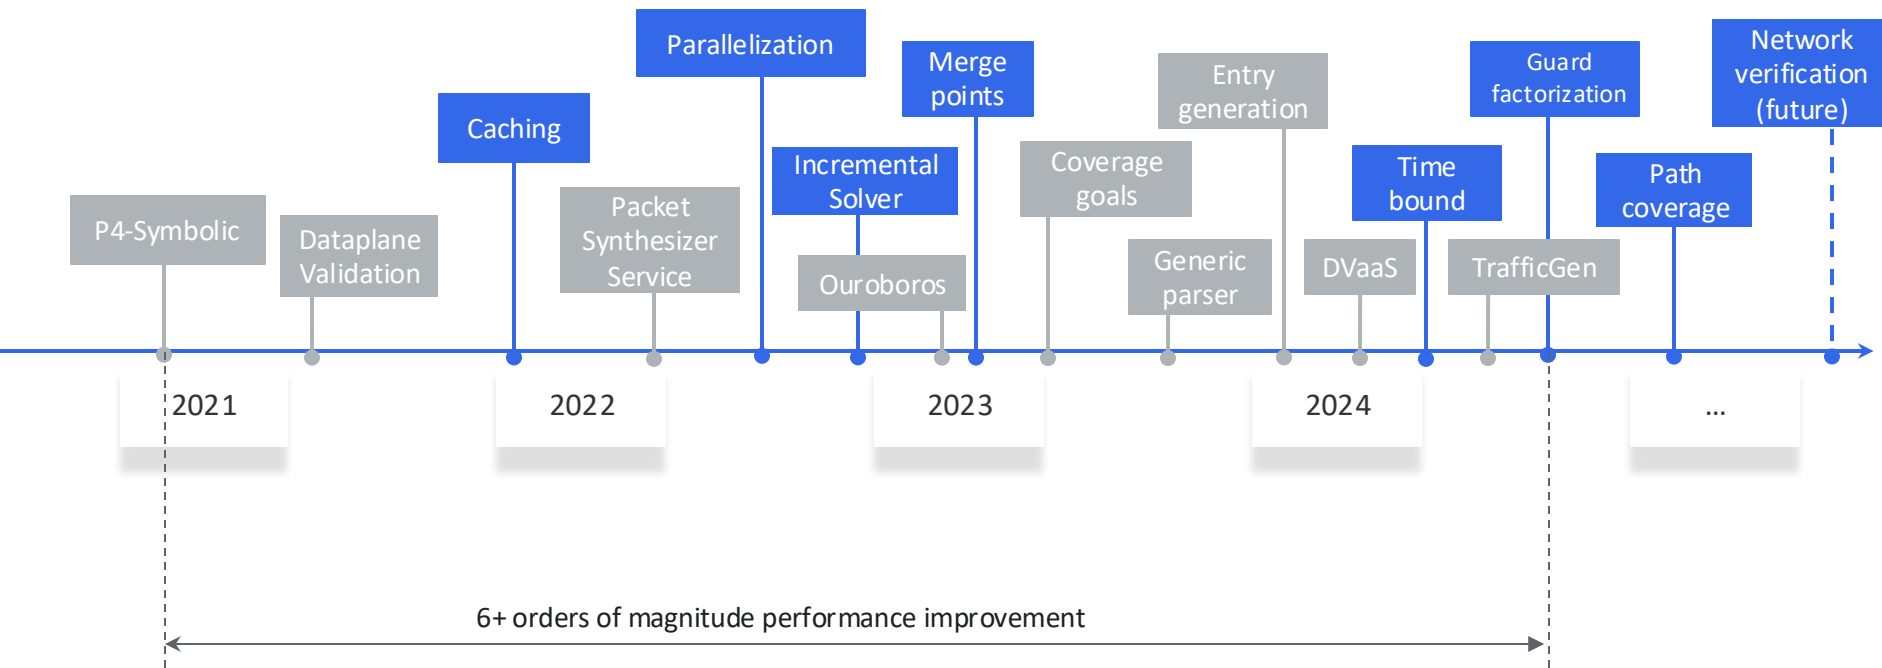 P4-Symbolic
Dataplane
Validation
Caching
Packet
Synthesizer
Service
Parallelization
Incremental
Solver
Ouroboros
Merge
points
Coverage
goals
Generic
parser
Entry
generation
DVaaS
Time
bound
TrafficGen
Guard
factorization
Path
coverage
Network
verification
(future)
2021
2022
2023
2024
...
6+ orders of magnitude performance improvement